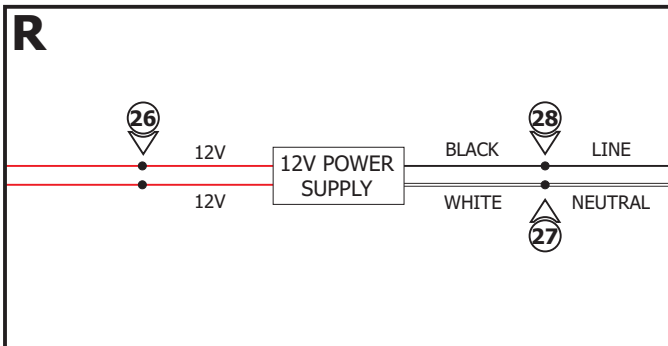 R
26
28
12V
12V POWER
SUPPLY
BLACK
LINE
12V
WHITE
NEUTRAL
27